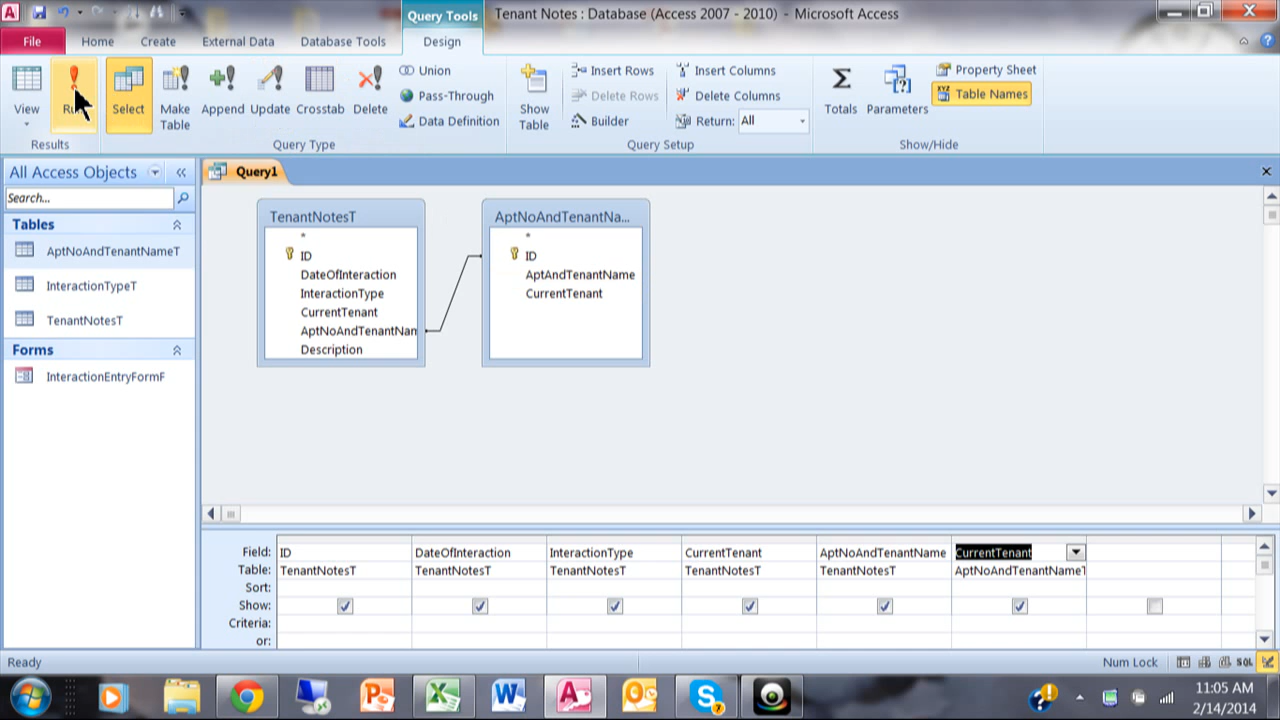 Query Tools
Tenant Notes : Database (Access 2007 - 2010) - Microsoft Access
File
Home
Create
External Data
Database Tools
Design
View
Select
Make Table
Append
Update
Crosstab
Delete
Union
Pass-Through
Data Definition
Show Table
Insert Rows
Delete Rows
Builder
Insert Columns
Delete Columns
Return: All
Totals
Parameters
Property Sheet
XYZ Table Names
Results
Query Type
Query Setup
Show/Hide
All Access Objects
Search...
Tables
AptNoAndTenantNameT
InteractionTypeT
TenantNotesT
Forms
InteractionEntryFormF
Query1
TenantNotesT
*
ID
DateOfInteraction
InteractionType
CurrentTenant
AptNoAndTenantNam
Description
AptNoAndTenantNa...
*
ID
AptAndTenantName
CurrentTenant
Field: ID DateOfInteraction InteractionType CurrentTenant AptNoAndTenantName CurrentTenant
Table: TenantNotesT TenantNotesT TenantNotesT TenantNotesT TenantNotesT AptNoAndTenantNameT
Sort:
Show:
Criteria:
or:
Ready
Num Lock
SQL
11:05 AM
2/14/2014